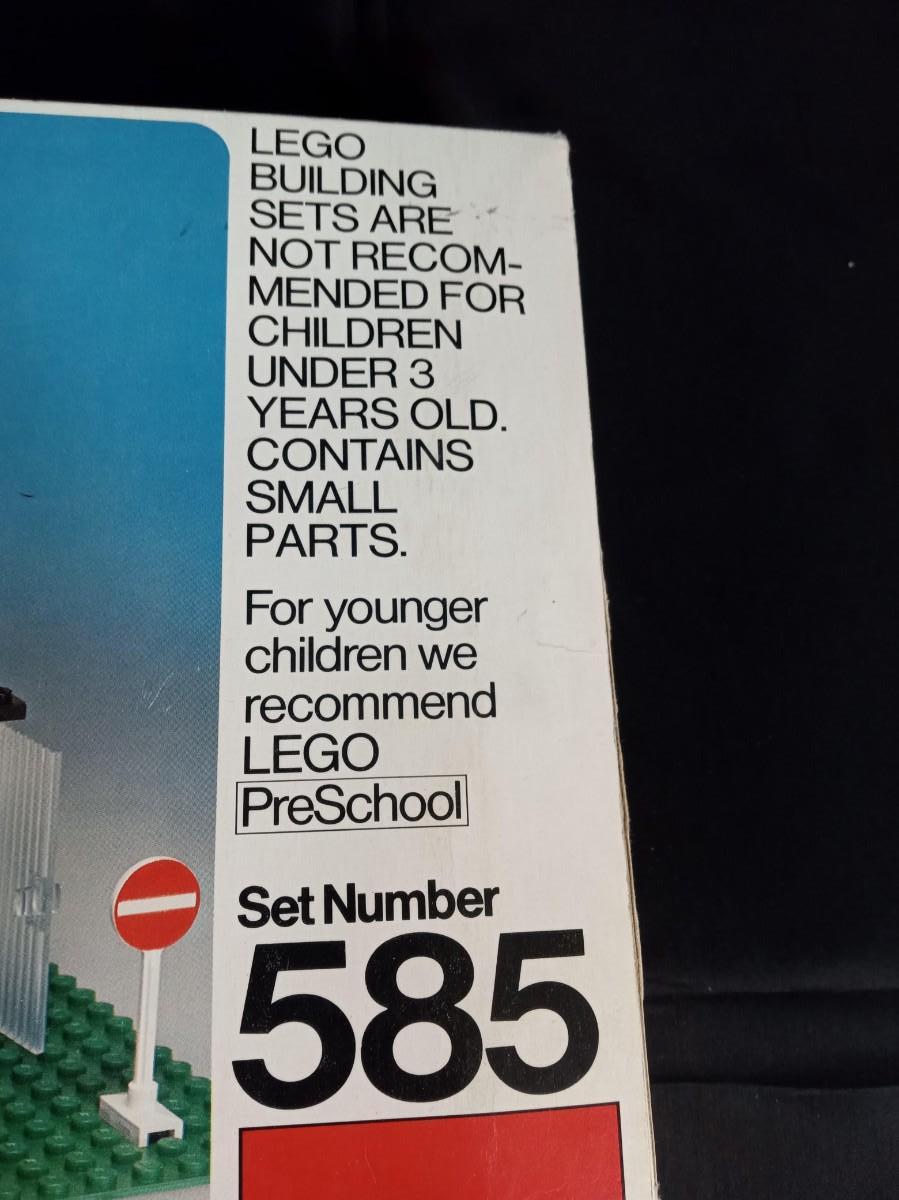 LEGO
BUILDING
SETS ARE
NOT RECOM-
MENDED FOR
CHILDREN
UNDER 3
YEARS OLD.
CONTAINS
SMALL
PARTS.
For younger
children we
recommend
LEGO
PreSchool
Set Number
585